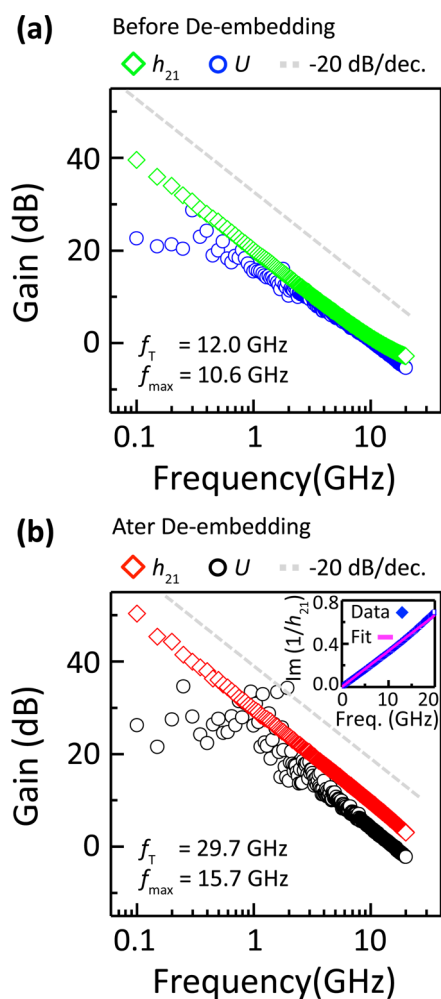 (a) Before De-embedding
h21 U -20 dB/dec.
40
20
0
Gain (dB)
fT = 12.0 GHz
fmax = 10.6 GHz
0.1 1 10
Frequency(GHz)
(b) Ater De-embedding
h21 U -20 dB/dec.
40
20
0
Gain (dB)
0.8
0.4
0.0
Im (1/h21)
Data
Fit
0 10 20
Freq. (GHz)
fT = 29.7 GHz
fmax = 15.7 GHz
0.1 1 10
Frequency(GHz)